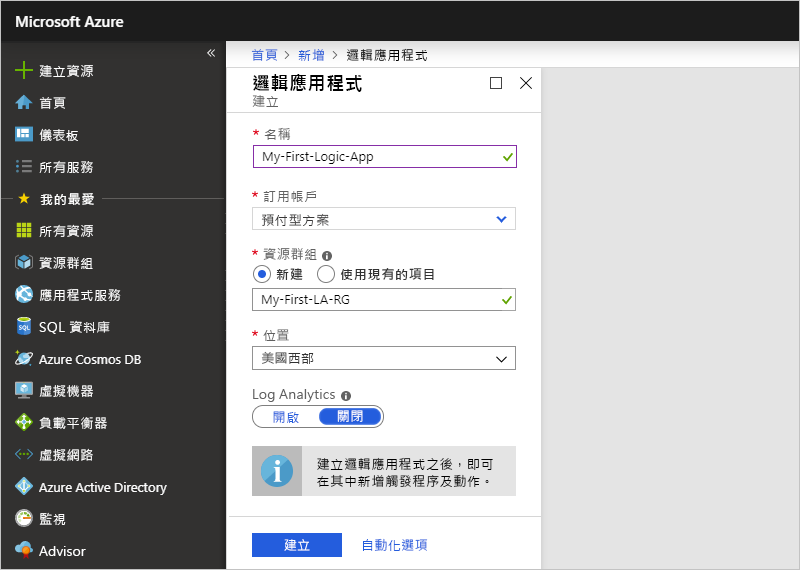 Microsoft Azure
«
建立資源
首頁
儀表板
所有服務
我的最愛
所有資源
資源群組
應用程式服務
SQL 資料庫
Azure Cosmos DB
虛擬機器
負載平衡器
虛擬網路
Azure Active Directory
監視
Advisor
首頁 > 新增 > 邏輯應用程式
邏輯應用程式
建立
* 名稱
My-First-Logic-App
* 訂用帳戶
預付型方案
* 資源群組
新建 使用現有的項目
My-First-LA-RG
* 位置
美國西部
Log Analytics
開啟 關閉
建立邏輯應用程式之後，即可
在其中新增觸發程序及動作。
建立 自動化選項